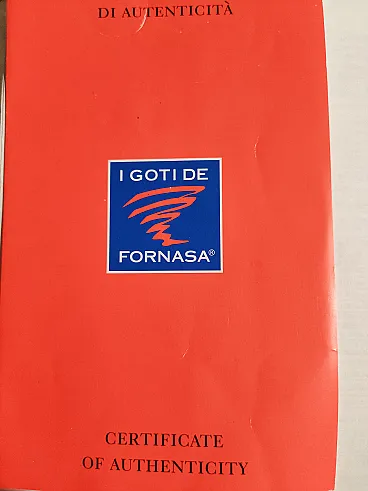 DI AUTENTICITÀ
I GOTI DE
FORNASA®
CERTIFICATE
OF AUTHENTICITY